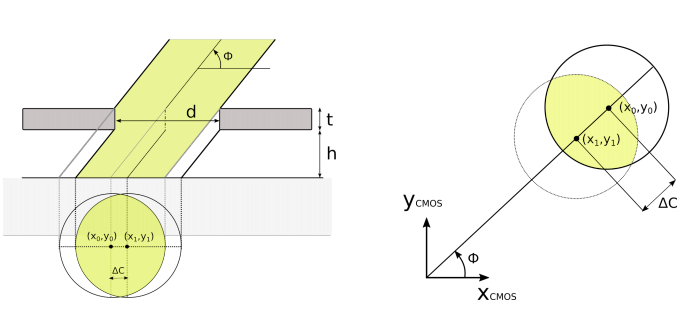 Φ
d
t
h
(x₀,y₀) (x₁,y₁)
ΔC
(x₀,y₀)
(x₁,y₁)
ΔC
yCMOS
Φ
xCMOS